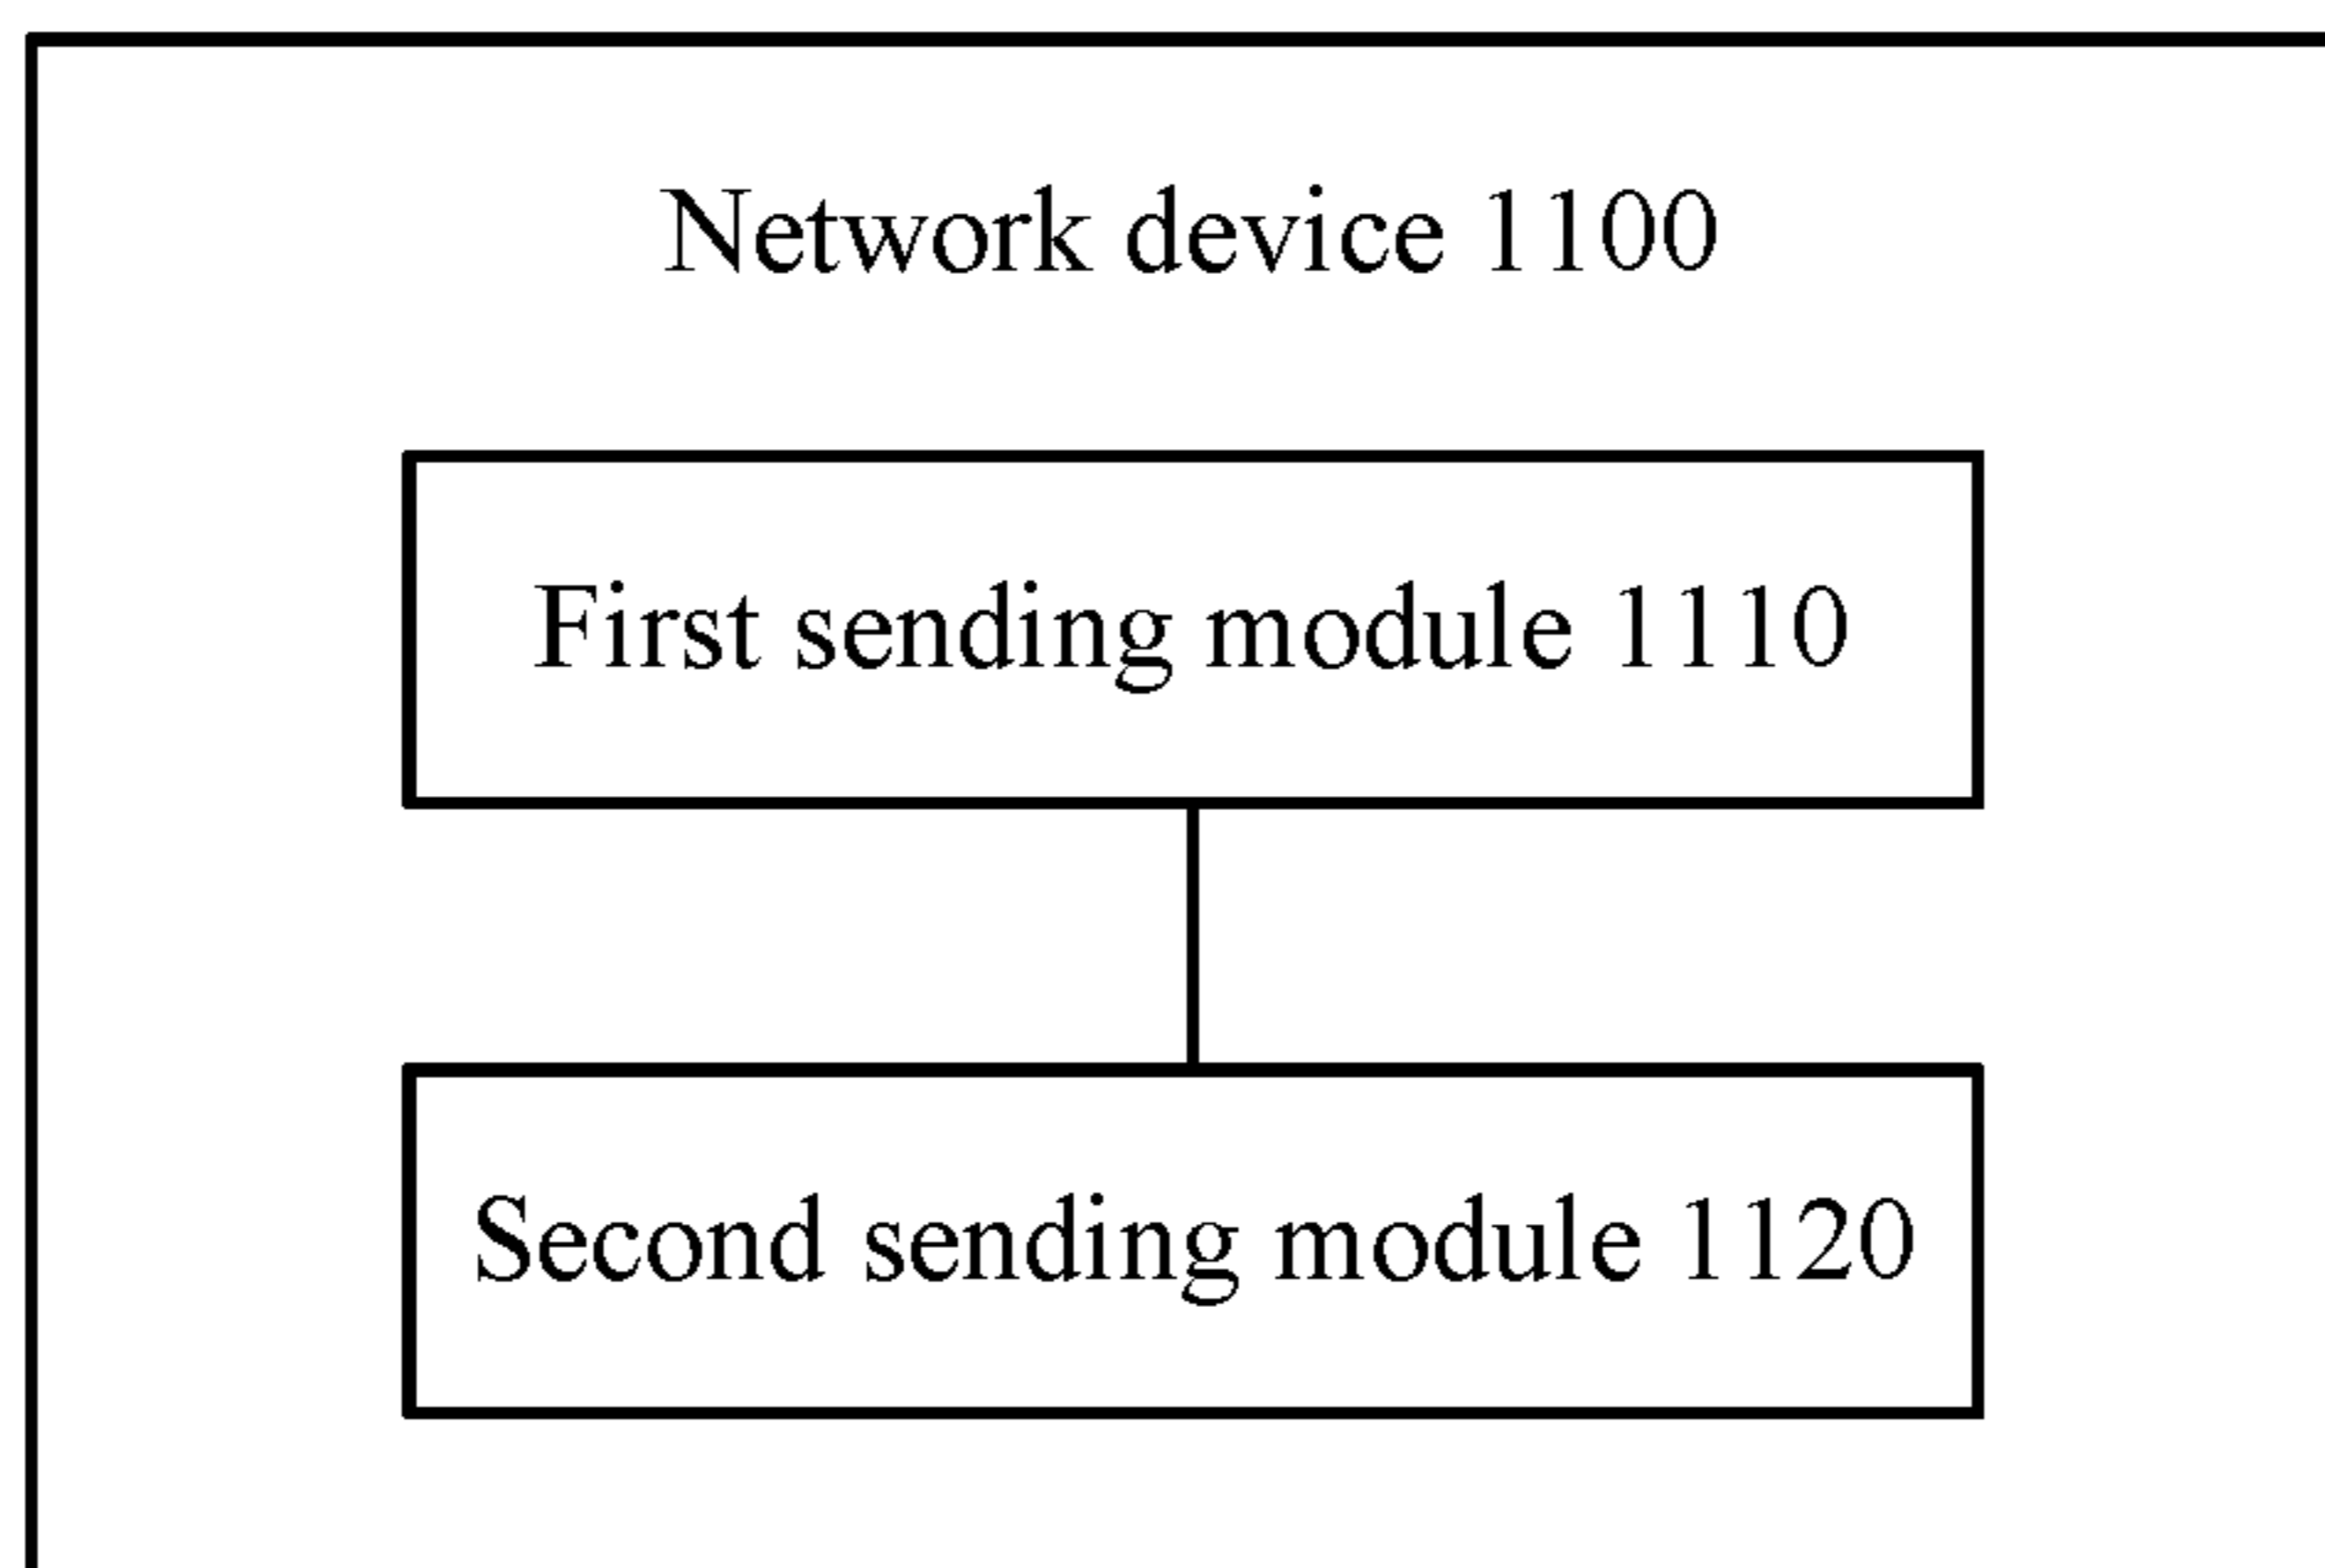 Network device 1100
First sending module 1110
Second sending module 1120